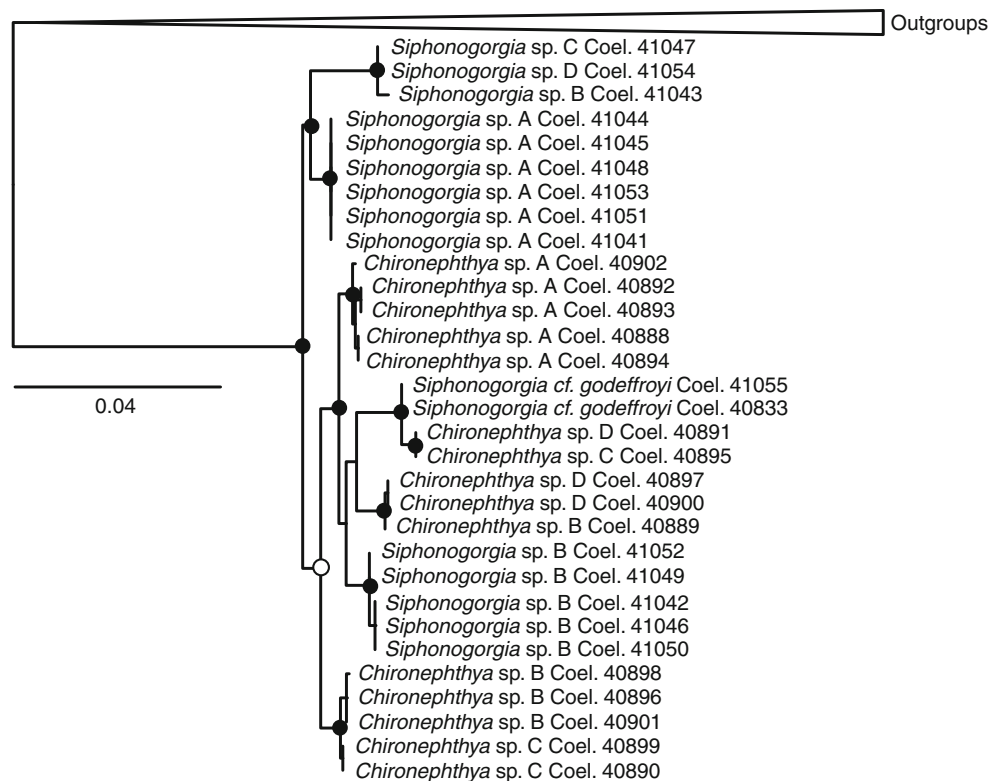 Outgroups
Siphonogorgia sp. C Coel. 41047
Siphonogorgia sp. D Coel. 41054
Siphonogorgia sp. B Coel. 41043
Siphonogorgia sp. A Coel. 41044
Siphonogorgia sp. A Coel. 41045
Siphonogorgia sp. A Coel. 41048
Siphonogorgia sp. A Coel. 41053
Siphonogorgia sp. A Coel. 41051
Siphonogorgia sp. A Coel. 41041
Chironephthya sp. A Coel. 40902
Chironephthya sp. A Coel. 40892
Chironephthya sp. A Coel. 40893
Chironephthya sp. A Coel. 40888
Chironephthya sp. A Coel. 40894
Siphonogorgia cf. godeffroyi Coel. 41055
Siphonogorgia cf. godeffroyi Coel. 40833
Chironephthya sp. D Coel. 40891
Chironephthya sp. C Coel. 40895
Chironephthya sp. D Coel. 40897
Chironephthya sp. D Coel. 40900
Chironephthya sp. B Coel. 40889
Siphonogorgia sp. B Coel. 41052
Siphonogorgia sp. B Coel. 41049
Siphonogorgia sp. B Coel. 41042
Siphonogorgia sp. B Coel. 41046
Siphonogorgia sp. B Coel. 41050
Chironephthya sp. B Coel. 40898
Chironephthya sp. B Coel. 40896
Chironephthya sp. B Coel. 40901
Chironephthya sp. C Coel. 40899
Chironephthya sp. C Coel. 40890
0.04